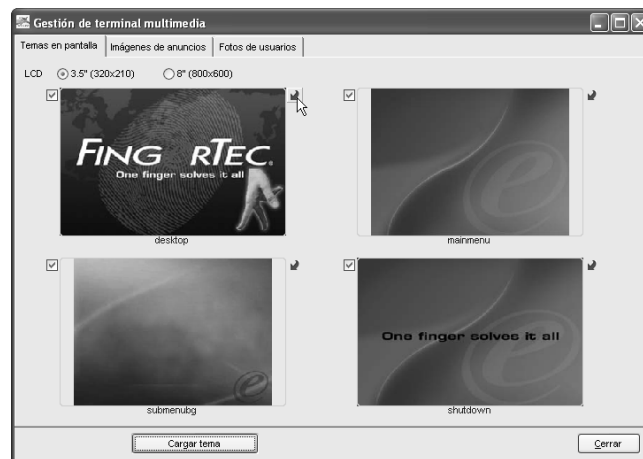 Gestión de terminal multimedia
Temas en pantalla
Imágenes de anuncios
Fotos de usuarios
LCD
3.5" (320x210)
8" (800x600)
FING RTEC®
One finger solves it all
desktop
mainmenu
submenubg
One finger solves it all
shutdown
Cargar tema
Cerrar